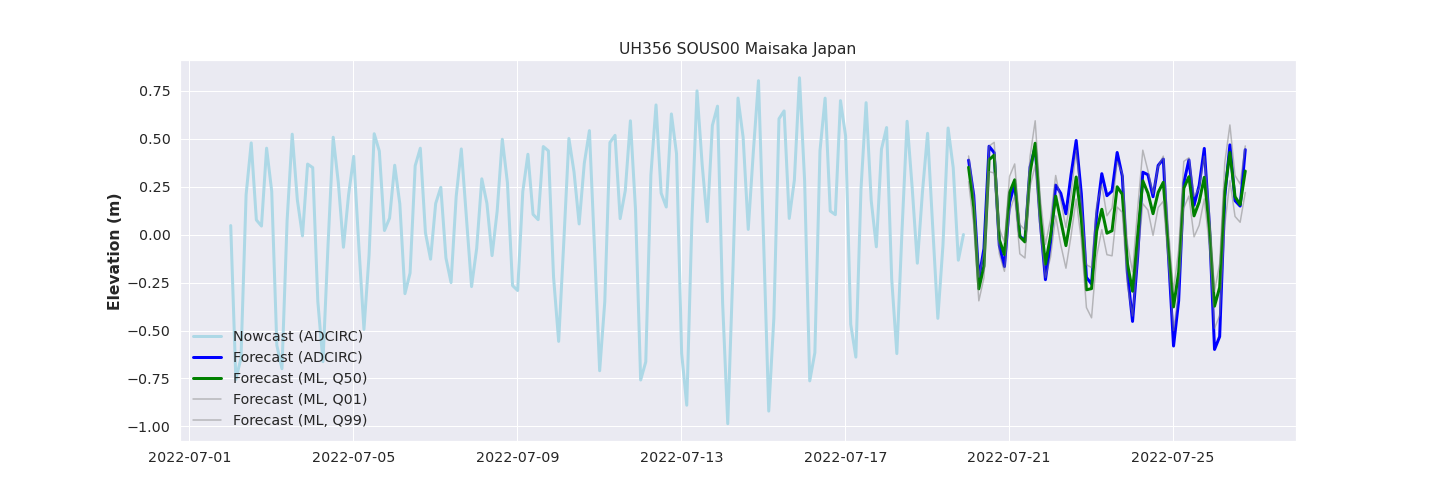 UH356 SOUS00 Maisaka Japan
Elevation (m)
0.75
0.50
0.25
0.00
−0.25
−0.50
−0.75
−1.00
Nowcast (ADCIRC)
Forecast (ADCIRC)
Forecast (ML, Q50)
Forecast (ML, Q01)
Forecast (ML, Q99)
2022-07-01 2022-07-05 2022-07-09 2022-07-13 2022-07-17 2022-07-21 2022-07-25